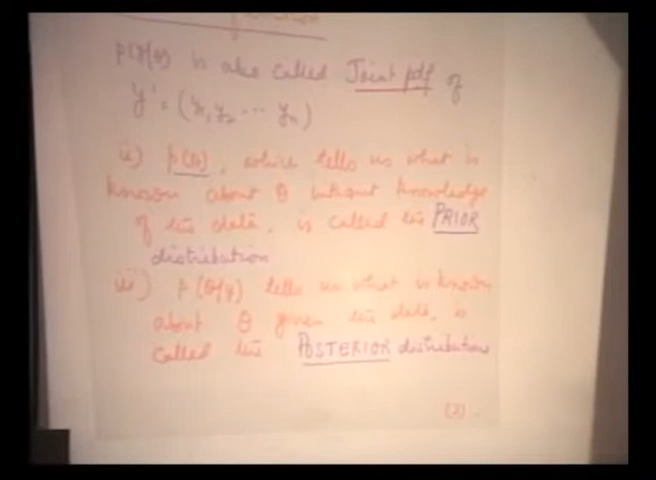 p(y/θ) is also called Joint pdf of
y' = (y₁, y₂ ... yₙ)
ii) p(θ), which tells us what is
known about θ without knowledge
of the data, is called the PRIOR
distribution
iii) p(θ/y) tells us what is known
about θ given the data, is
called the POSTERIOR distribution
(2).